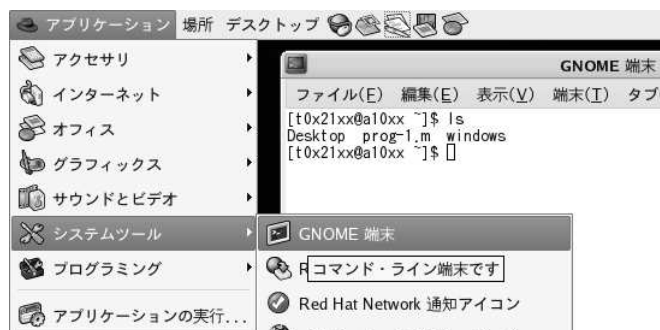 アプリケーション 場所 デスクトップ
アクセサリ
インターネット
オフィス
グラフィックス
サウンドとビデオ
システムツール
プログラミング
アプリケーションの実行...
GNOME 端末
ファイル(F) 編集(E) 表示(V) 端末(T) タブ
[t0x21xx@a10xx ~]$ ls
Desktop prog-1.m windows
[t0x21xx@a10xx ~]$
GNOME 端末
コマンド・ライン端末です
Red Hat Network 通知アイコン